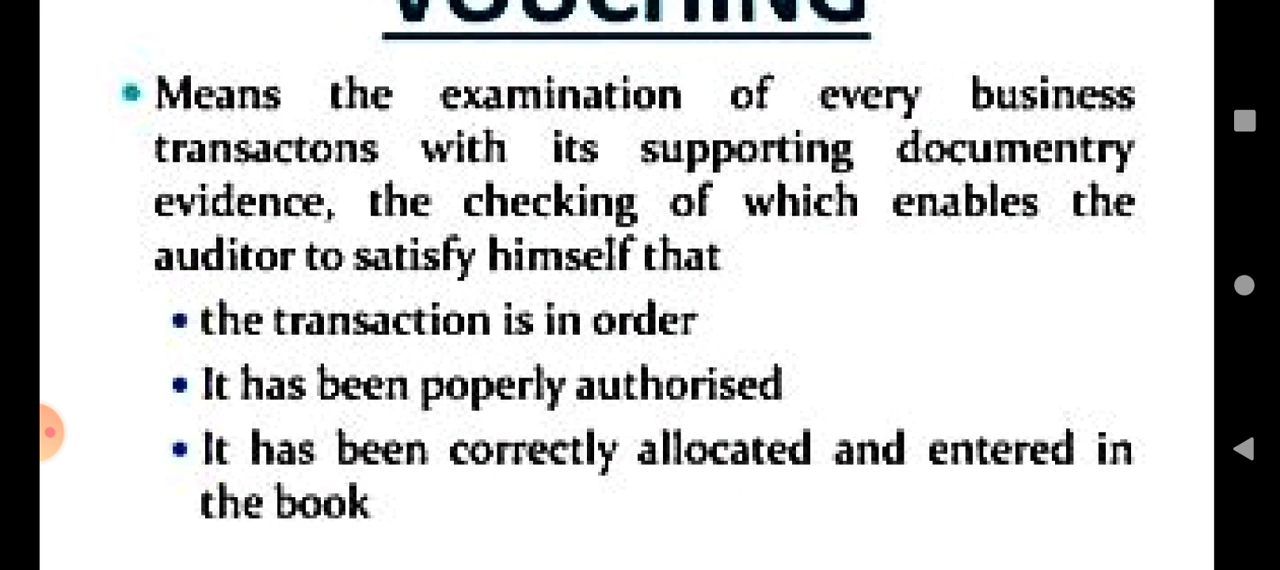 VOUCHING
Means the examination of every business
transactons with its supporting documentry
evidence, the checking of which enables the
auditor to satisfy himself that
the transaction is in order
It has been poperly authorised
It has been correctly allocated and entered in
the book